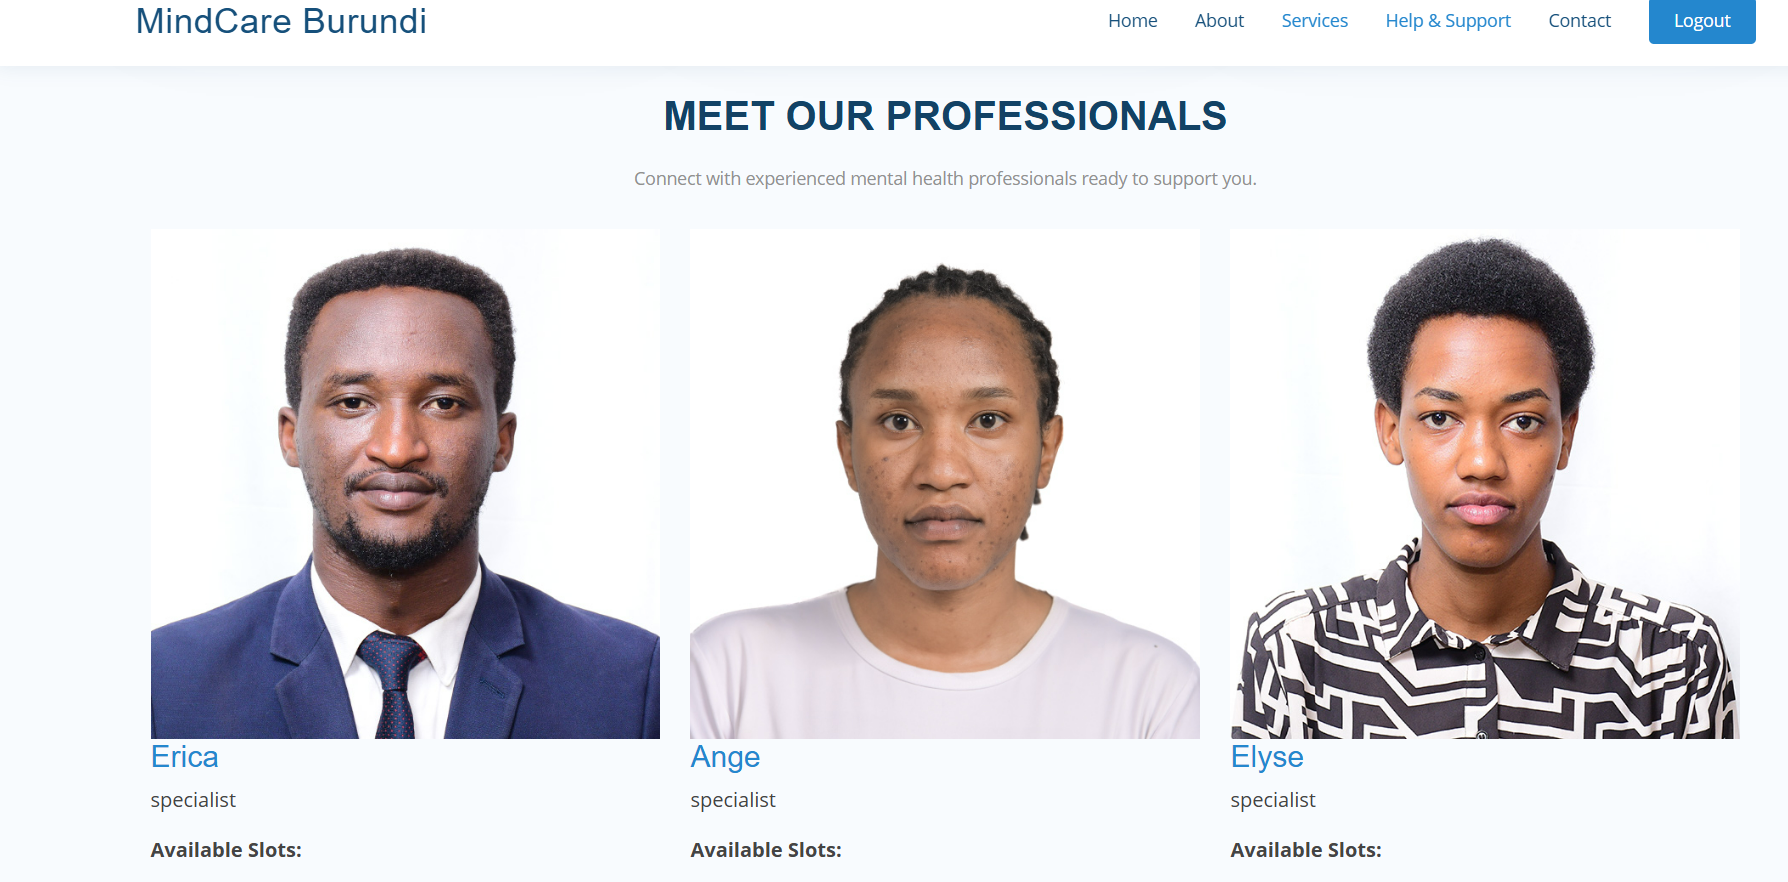 MindCare Burundi
Home About Services Help & Support Contact Logout
MEET OUR PROFESSIONALS
Connect with experienced mental health professionals ready to support you.
Erica Ange Elyse
specialist specialist specialist
Available Slots: Available Slots: Available Slots: